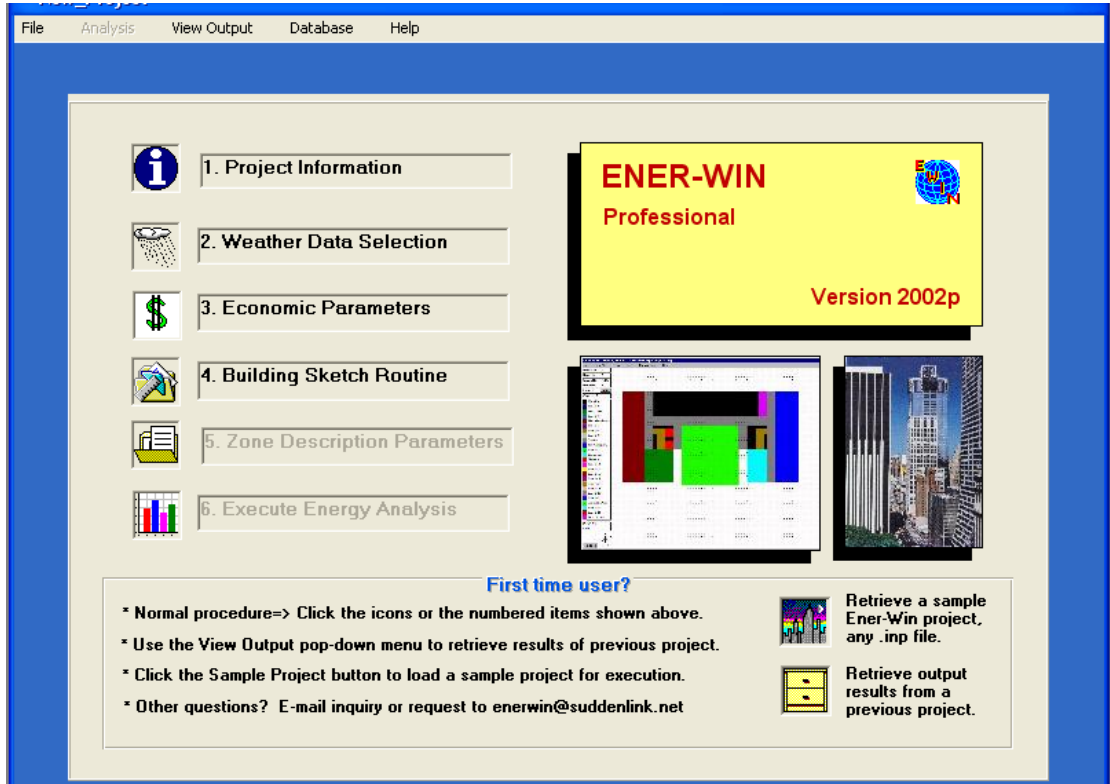 New_Project
File Analysis View Output Database Help
1. Project Information
2. Weather Data Selection
3. Economic Parameters
4. Building Sketch Routine
5. Zone Description Parameters
6. Execute Energy Analysis
ENER-WIN
EWIN
Professional
Version 2002p
First time user?
* Normal procedure=> Click the icons or the numbered items shown above.
* Use the View Output pop-down menu to retrieve results of previous project.
* Click the Sample Project button to load a sample project for execution.
* Other questions? E-mail inquiry or request to enerwin@suddenlink.net
Retrieve a sample
Ener-Win project,
any .inp file.
Retrieve output
results from a
previous project.